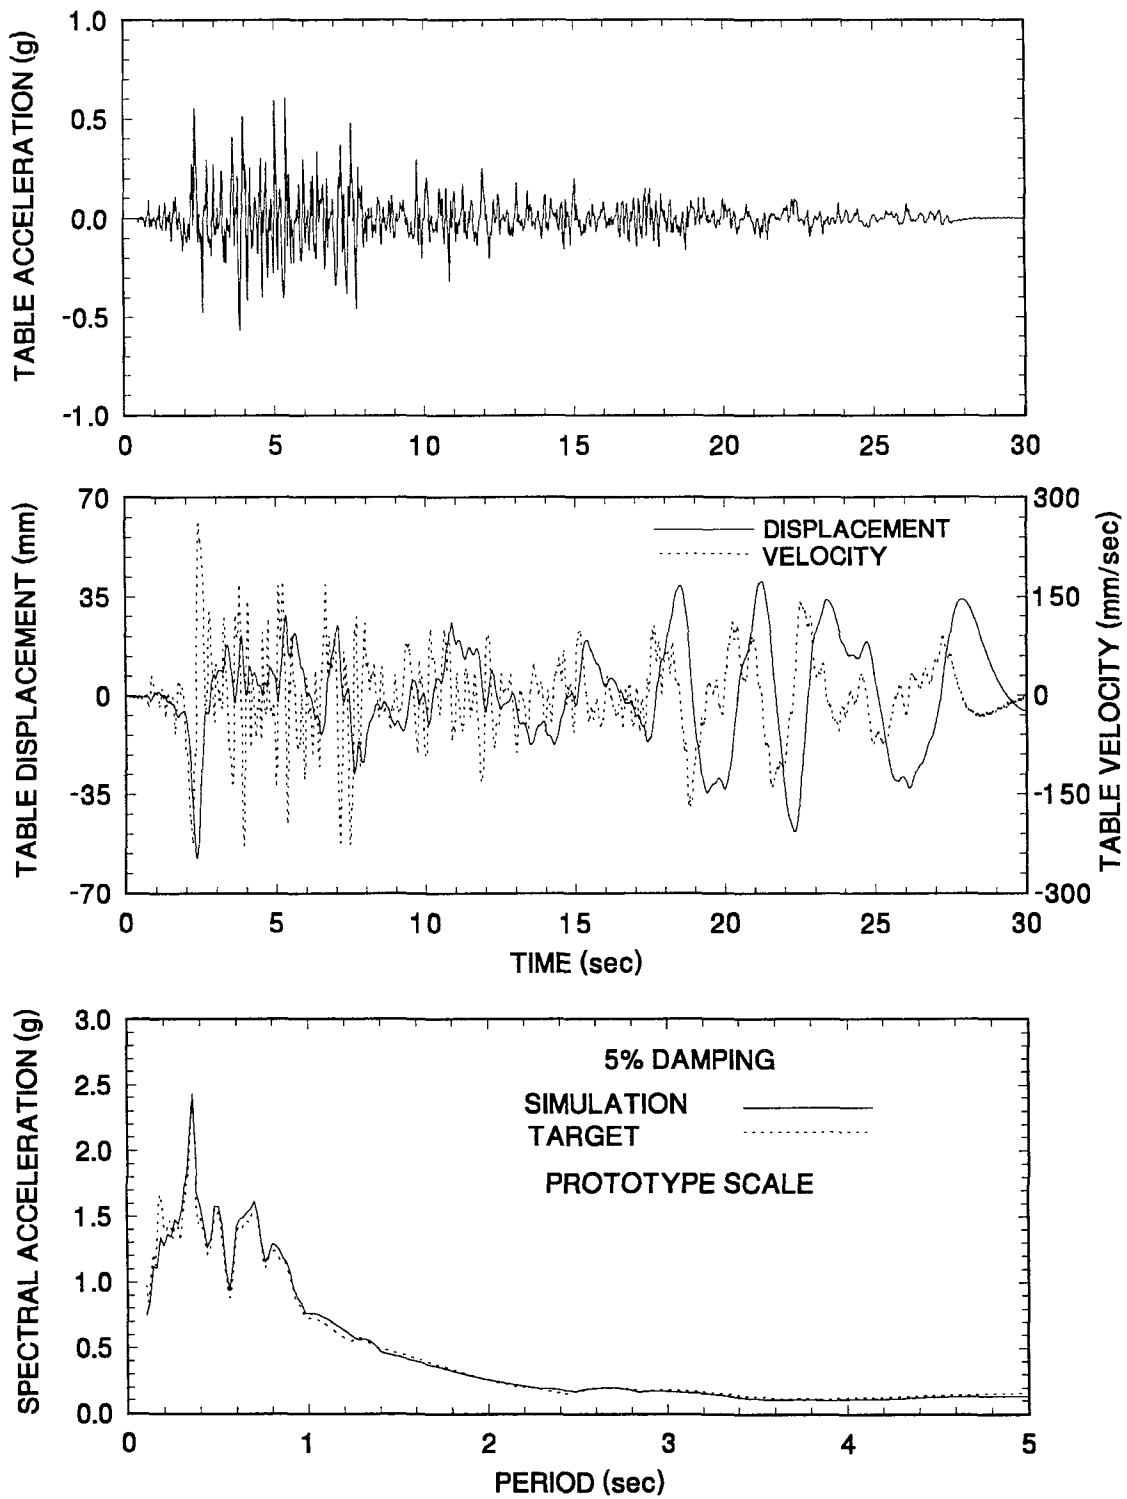 TABLE ACCELERATION (g)
1.0
0.5
0.0
-0.5
-1.0
0 5 10 15 20 25 30
TABLE DISPLACEMENT (mm)
70
35
0
-35
-70
DISPLACEMENT
VELOCITY
300
150
0
-150
-300
TABLE VELOCITY (mm/sec)
0 5 10 15 20 25 30
TIME (sec)
SPECTRAL ACCELERATION (g)
3.0
2.5
2.0
1.5
1.0
0.5
0.0
5% DAMPING
SIMULATION
TARGET
PROTOTYPE SCALE
0 1 2 3 4 5
PERIOD (sec)